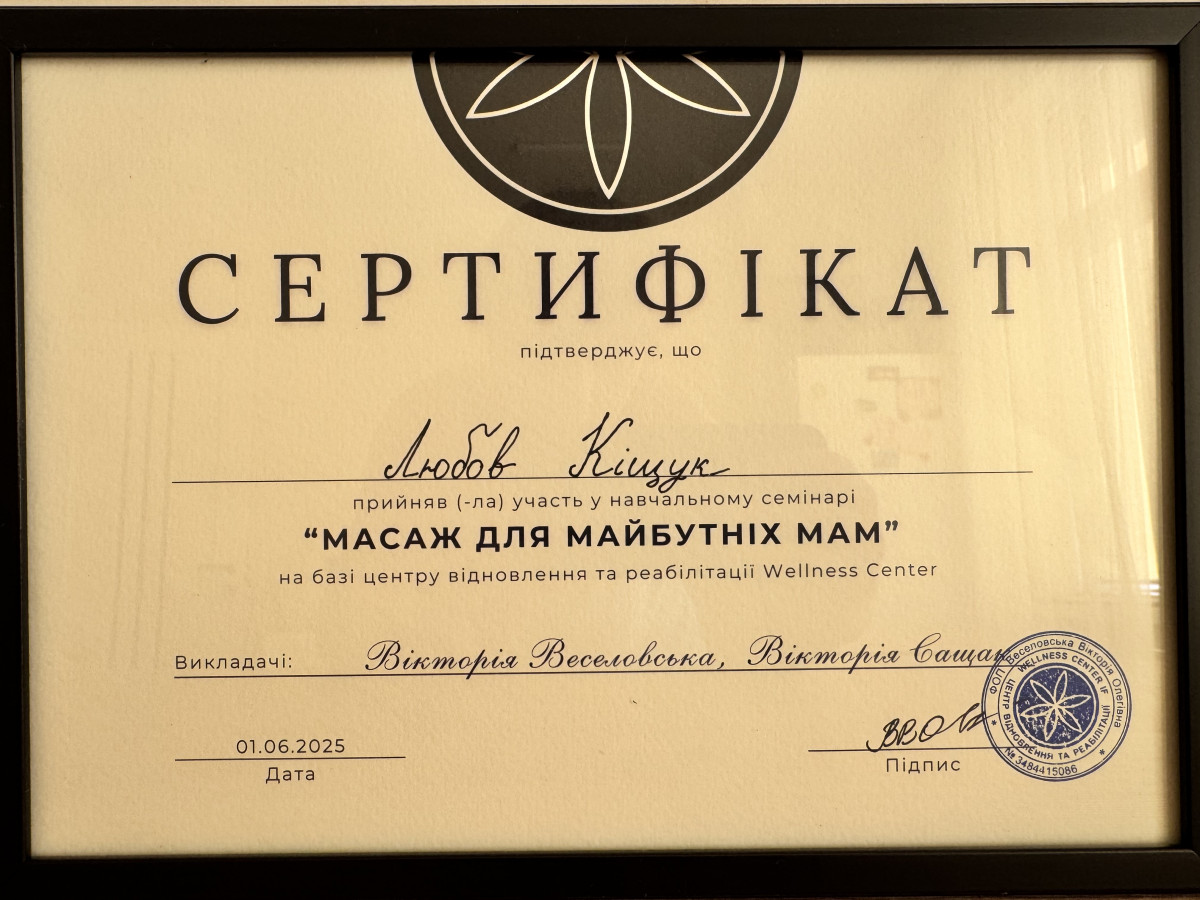 СЕРТИФІКАТ
підтверджує, що
Любов Кіщук
прийняв (-ла) участь у навчальному семінарі
“МАСАЖ ДЛЯ МАЙБУТНІХ МАМ”
на базі центру відновлення та реабілітації Wellness Center
Викладачі: Вікторія Веселовська, Вікторія Сащан
01.06.2025
Дата
Підпис
* ФОП Веселовська Вікторія Олегівна *
№ 3484415086
WELLNESS CENTER IF
ЦЕНТР ВІДНОВЛЕННЯ ТА РЕАБІЛІТАЦІЇ